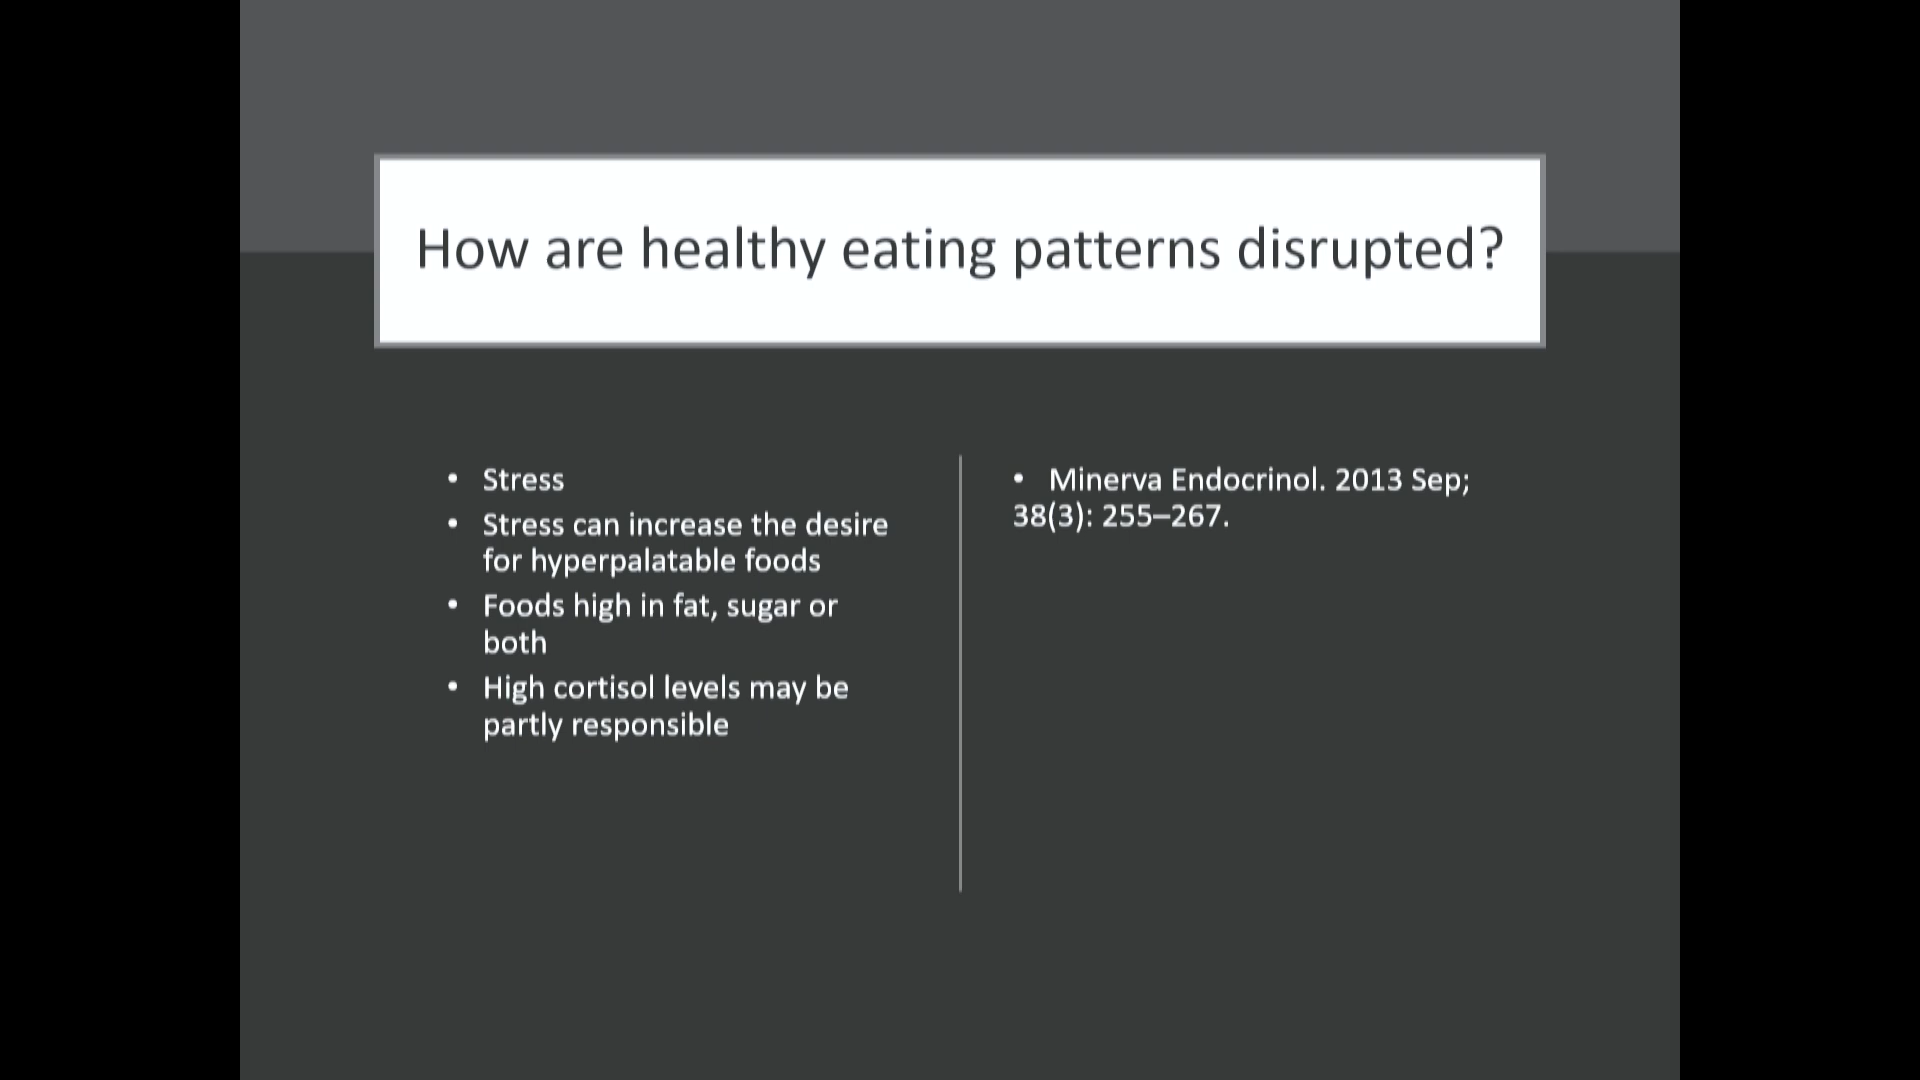 How are healthy eating patterns disrupted?
• Stress
• Stress can increase the desire
for hyperpalatable foods
• Foods high in fat, sugar or
both
• High cortisol levels may be
partly responsible
• Minerva Endocrinol. 2013 Sep;
38(3): 255–267.